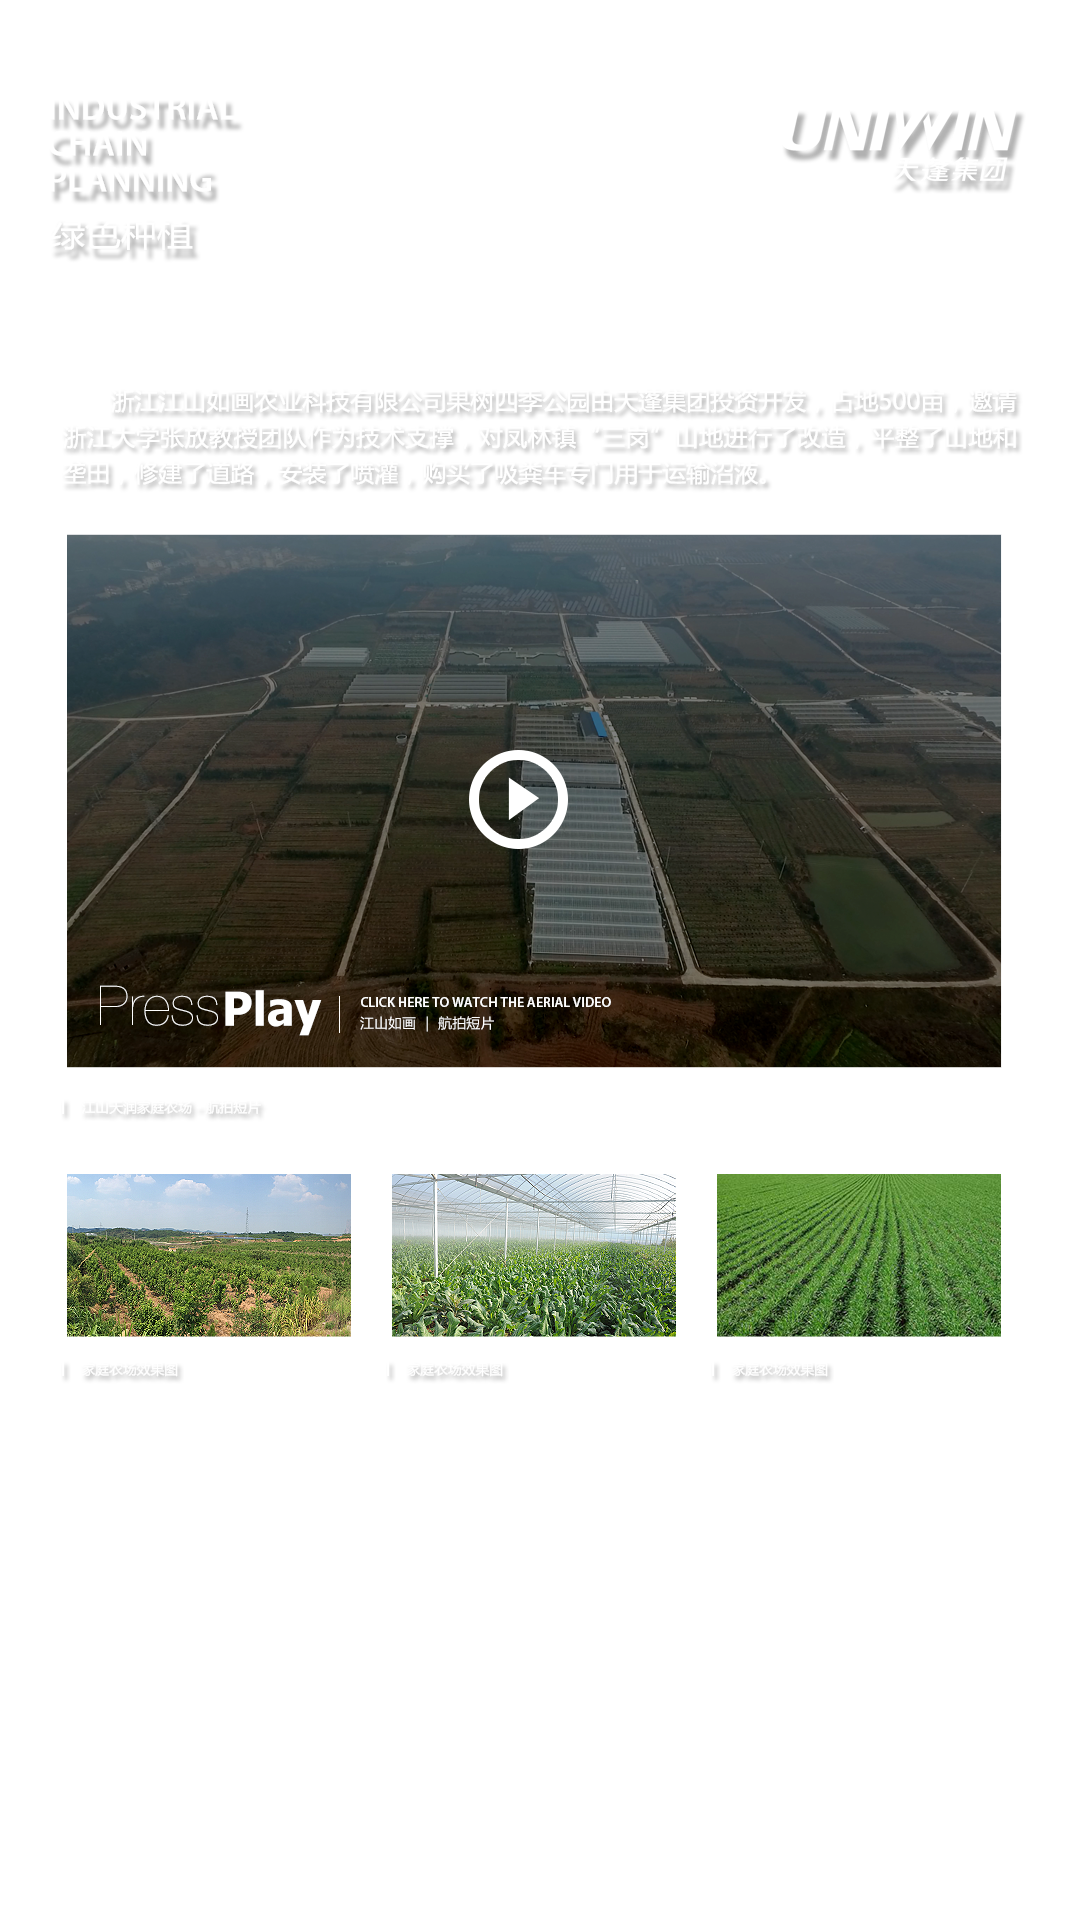 INDUSTRIAL
CHAIN
PLANNING
绿色种植
UNIWIN
天蓬集团
浙江江山如画农业科技有限公司果树四季公园由天蓬集团投资开发，占地500亩，邀请
浙江大学张放教授团队作为技术支撑，对凤林镇“三岗”山地进行了改造，平整了山地和
垄田，修建了道路，安装了喷灌，购买了吸粪车专门用于运输沼液。
PressPlay
CLICK HERE TO WATCH THE AERIAL VIDEO
江山如画 | 航拍短片
江山天润家庭农场 - 航拍短片
家庭农场效果图
家庭农场效果图
家庭农场效果图